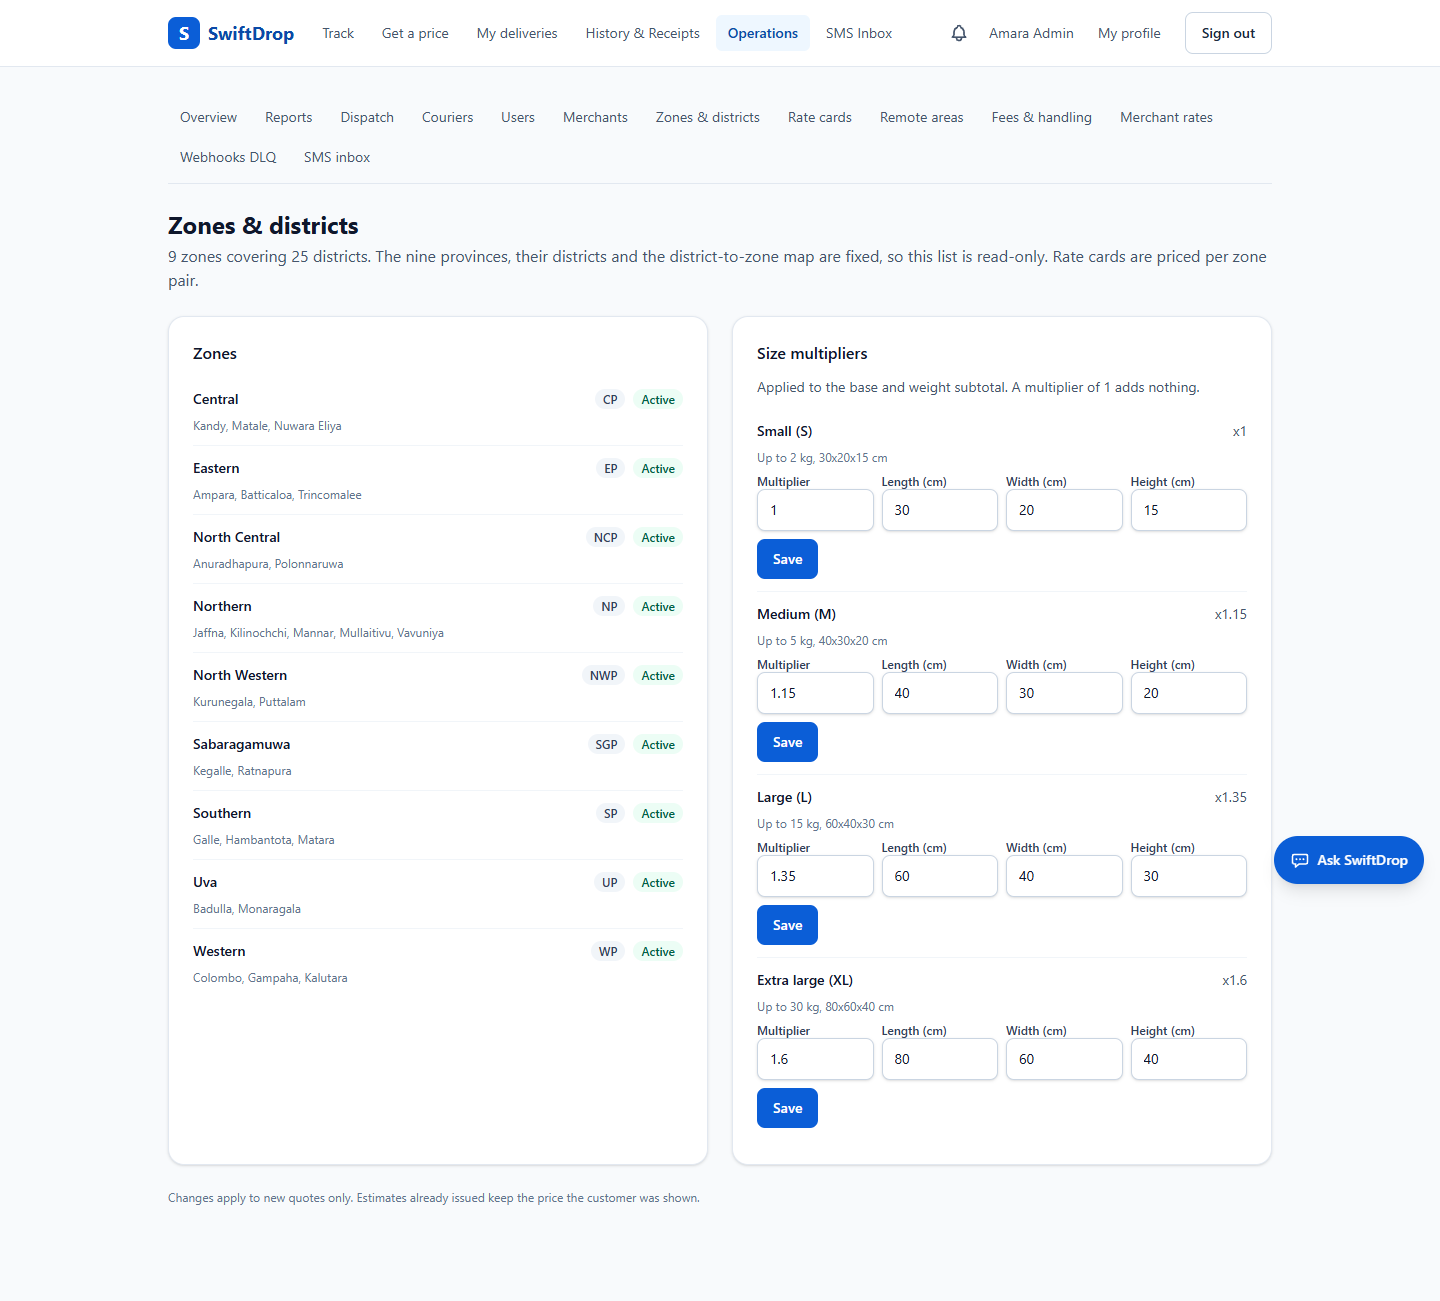 S SwiftDrop Track Get a price My deliveries History & Receipts Operations SMS Inbox Amara Admin My profile Sign out
Overview Reports Dispatch Couriers Users Merchants Zones & districts Rate cards Remote areas Fees & handling Merchant rates
Webhooks DLQ SMS inbox
Zones & districts
9 zones covering 25 districts. The nine provinces, their districts and the district-to-zone map are fixed, so this list is read-only. Rate cards are priced per zone
pair.
Zones
Central CP Active
Kandy, Matale, Nuwara Eliya
Eastern EP Active
Ampara, Batticaloa, Trincomalee
North Central NCP Active
Anuradhapura, Polonnaruwa
Northern NP Active
Jaffna, Kilinochchi, Mannar, Mullaitivu, Vavuniya
North Western NWP Active
Kurunegala, Puttalam
Sabaragamuwa SGP Active
Kegalle, Ratnapura
Southern SP Active
Galle, Hambantota, Matara
Uva UP Active
Badulla, Monaragala
Western WP Active
Colombo, Gampaha, Kalutara
Size multipliers
Applied to the base and weight subtotal. A multiplier of 1 adds nothing.
Small (S) x1
Up to 2 kg, 30x20x15 cm
Multiplier Length (cm) Width (cm) Height (cm)
1 30 20 15
Save
Medium (M) x1.15
Up to 5 kg, 40x30x20 cm
Multiplier Length (cm) Width (cm) Height (cm)
1.15 40 30 20
Save
Large (L) x1.35
Up to 15 kg, 60x40x30 cm
Multiplier Length (cm) Width (cm) Height (cm)
1.35 60 40 30
Save
Extra large (XL) x1.6
Up to 30 kg, 80x60x40 cm
Multiplier Length (cm) Width (cm) Height (cm)
1.6 80 60 40
Save
Ask SwiftDrop
Changes apply to new quotes only. Estimates already issued keep the price the customer was shown.